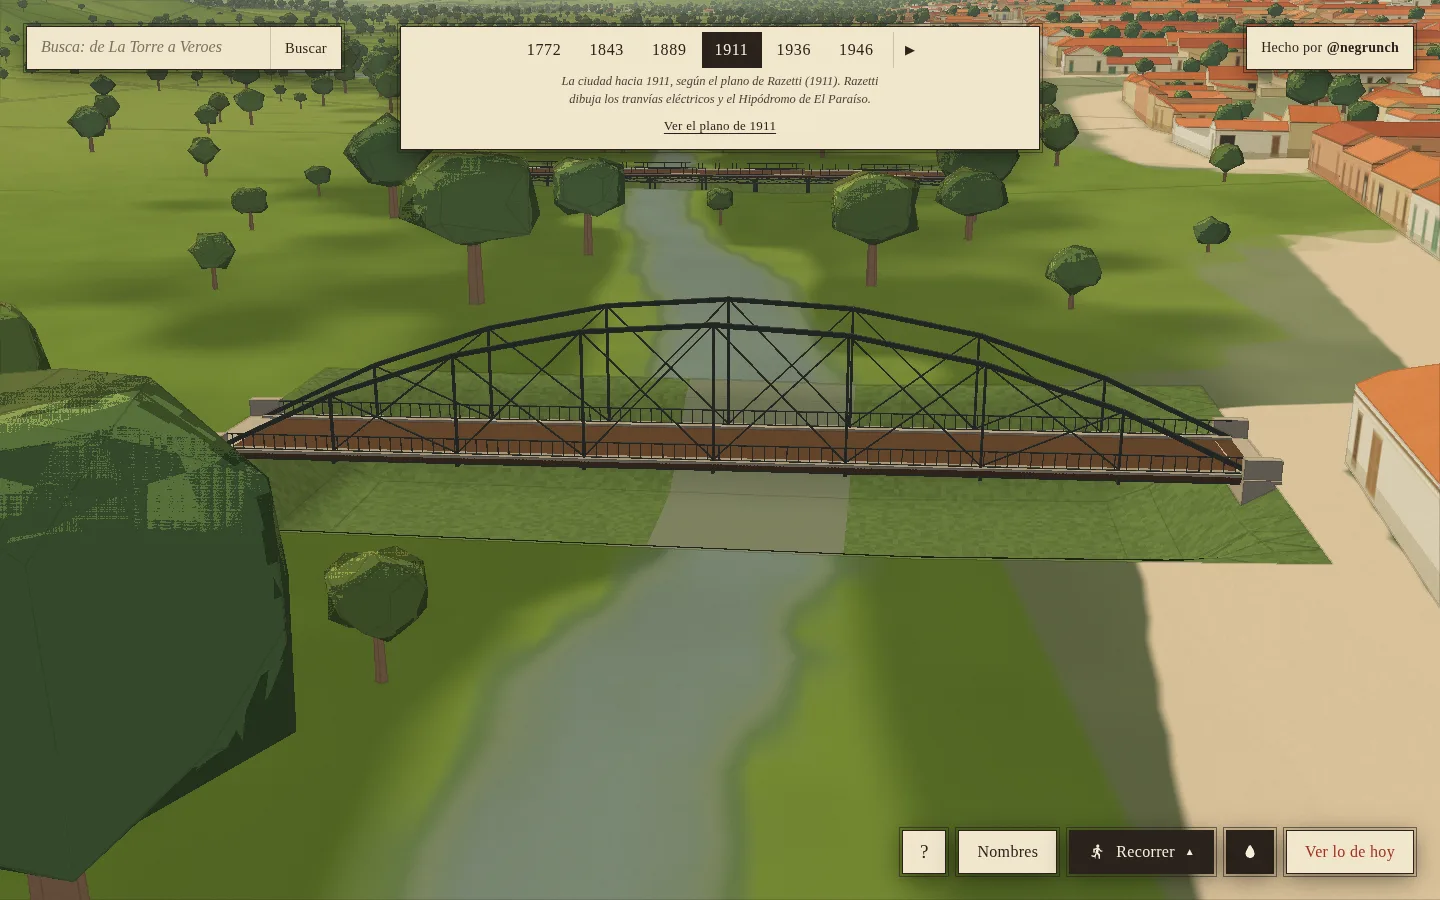 Busca: de La Torre a Veroes
Buscar
1772 1843 1889 1911 1936 1946 ▶
La ciudad hacia 1911, según el plano de Razetti (1911). Razetti
dibuja los tranvías eléctricos y el Hipódromo de El Paraíso.
Ver el plano de 1911
Hecho por @negrunch
?
Nombres
Recorrer ▲
Ver lo de hoy